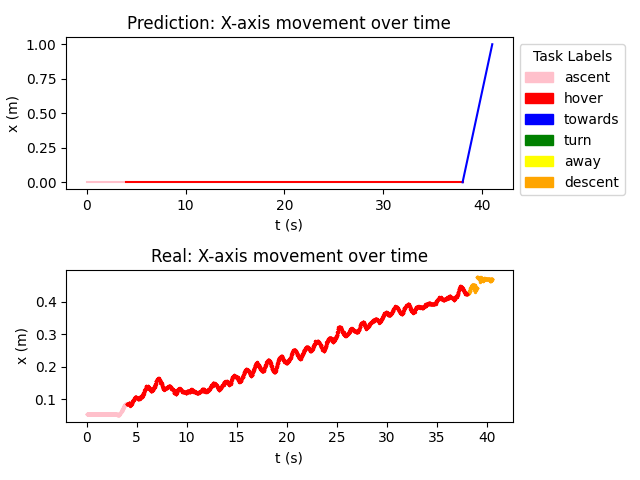 Prediction: X-axis movement over time
1.00
0.75
0.50
0.25
0.00
x (m)
0 10 20 30 40
t (s)
Task Labels
ascent
hover
towards
turn
away
descent
Real: X-axis movement over time
0.4
0.3
0.2
0.1
x (m)
0 5 10 15 20 25 30 35 40
t (s)